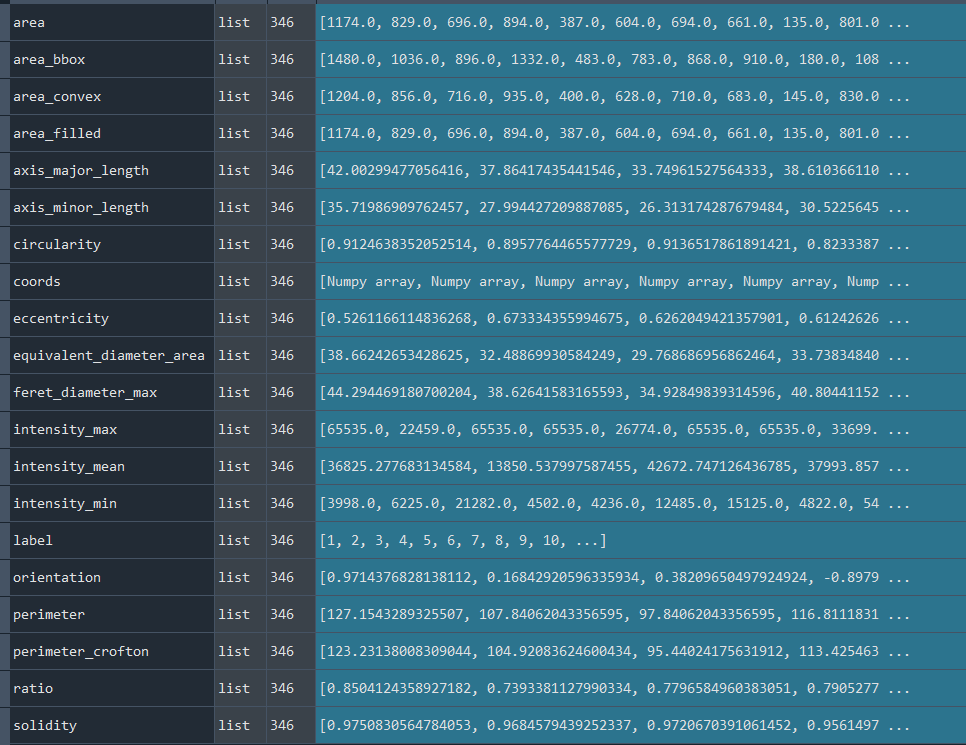 area list 346 [1174.0, 829.0, 696.0, 894.0, 387.0, 604.0, 694.0, 661.0, 135.0, 801.0 ...
area_bbox list 346 [1480.0, 1036.0, 896.0, 1332.0, 483.0, 783.0, 868.0, 910.0, 180.0, 108 ...
area_convex list 346 [1204.0, 856.0, 716.0, 935.0, 400.0, 628.0, 710.0, 683.0, 145.0, 830.0 ...
area_filled list 346 [1174.0, 829.0, 696.0, 894.0, 387.0, 604.0, 694.0, 661.0, 135.0, 801.0 ...
axis_major_length list 346 [42.00299477056416, 37.86417435441546, 33.74961527564333, 38.610366110 ...
axis_minor_length list 346 [35.71986909762457, 27.994427209887085, 26.313174287679484, 30.5225645 ...
circularity list 346 [0.9124638352052514, 0.8957764465577729, 0.9136517861891421, 0.8233387 ...
coords list 346 [Numpy array, Numpy array, Numpy array, Numpy array, Numpy array, Nump ...
eccentricity list 346 [0.5261166114836268, 0.673334355994675, 0.6262049421357901, 0.61242626 ...
equivalent_diameter_area list 346 [38.66242653428625, 32.48869930584249, 29.768686956862464, 33.73834840 ...
feret_diameter_max list 346 [44.294469180700204, 38.62641583165593, 34.92849839314596, 40.80441152 ...
intensity_max list 346 [65535.0, 22459.0, 65535.0, 65535.0, 26774.0, 65535.0, 65535.0, 33699. ...
intensity_mean list 346 [36825.277683134584, 13850.537997587455, 42672.747126436785, 37993.857 ...
intensity_min list 346 [3998.0, 6225.0, 21282.0, 4502.0, 4236.0, 12485.0, 15125.0, 4822.0, 54 ...
label list 346 [1, 2, 3, 4, 5, 6, 7, 8, 9, 10, ...]
orientation list 346 [0.9714376828138112, 0.16842920596335934, 0.38209650497924924, -0.8979 ...
perimeter list 346 [127.1543289325507, 107.84062043356595, 97.84062043356595, 116.8111831 ...
perimeter_crofton list 346 [123.23138008309044, 104.92083624600434, 95.44024175631912, 113.425463 ...
ratio list 346 [0.8504124358927182, 0.7393381127990334, 0.7796584960383051, 0.7905277 ...
solidity list 346 [0.9750830564784053, 0.9684579439252337, 0.9720670391061452, 0.9561497 ...